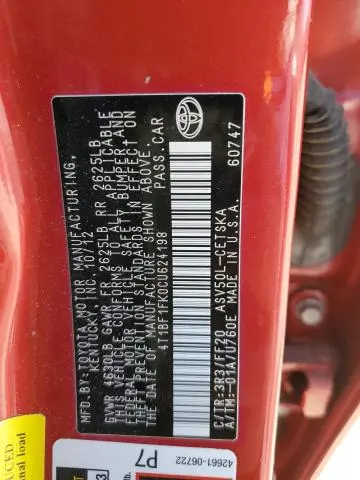 MFD.BY:TOYOTA MOTOR MANUFACTURING
KENTUCKY, INC. 10/12
GVWR 4630LB GAWR FR 2625LB RR 2625LB
THIS VEHICLE CONFORMS TO ALL APPLICABLE
FEDERAL MOTOR VEHICLE SAFETY, BUMPER AND
THEFT PREVENTION STANDARDS IN EFFECT ON
THE DATE OF MANUFACTURE SHOWN ABOVE.
4T1BF1FK0CU624198 PASS.CAR
C/TR:3R3/FF20 ASV50L-CETSKA
A/TM:-01A/U760E MADE IN U.S.A. 60747
42661-06722
P7